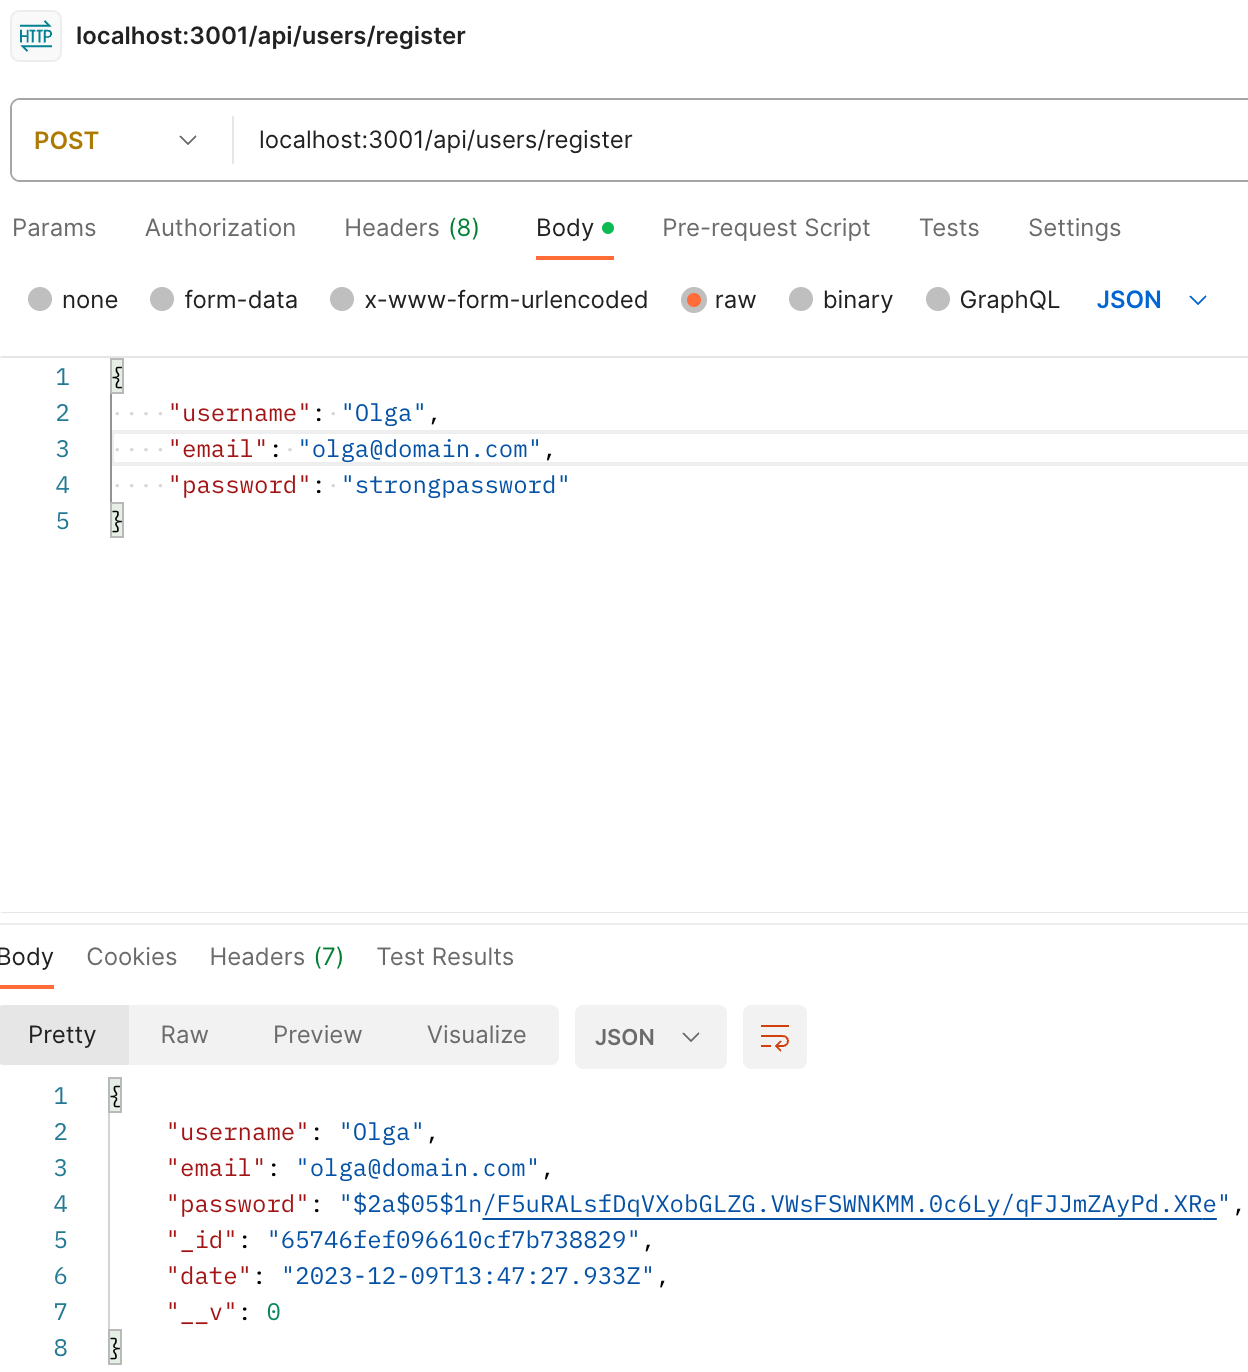 HTTP localhost:3001/api/users/register
POST localhost:3001/api/users/register
Params Authorization Headers (8) Body Pre-request Script Tests Settings
none form-data x-www-form-urlencoded raw binary GraphQL JSON
1 {
2 "username": "Olga",
3 "email": "olga@domain.com",
4 "password": "strongpassword"
5 }
Body Cookies Headers (7) Test Results
Pretty Raw Preview Visualize JSON
1 {
2 "username": "Olga",
3 "email": "olga@domain.com",
4 "password": "$2a$05$1n/F5uRALsfDqVXobGLZG.VWsFSWNKMM.0c6Ly/qFJJmZAyPd.XRe",
5 "_id": "65746fef096610cf7b738829",
6 "date": "2023-12-09T13:47:27.933Z",
7 "__v": 0
8 }